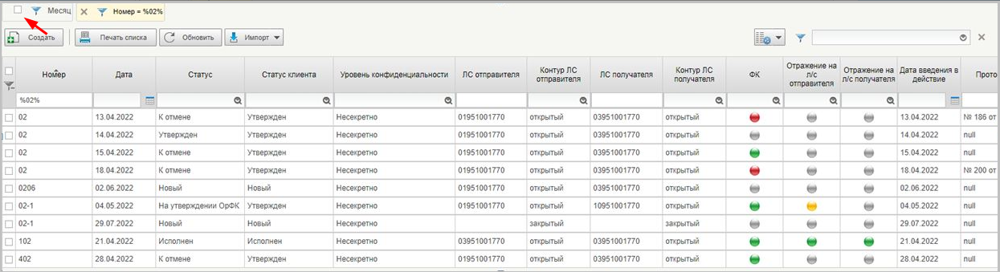 Месяц Номер = %02%
Создать Печать списка Обновить Импорт
Номер Дата Статус Статус клиента Уровень конфиденциальности ЛС отправителя Контур ЛС отправителя ЛС получателя Контур ЛС получателя ФК Отражение на л/с отправителя Отражение на л/с получателя Дата введения в действие Прото
%02%
02 13.04.2022 К отмене Утвержден Несекретно 01951001770 открытый 03951001770 открытый 13.04.2022 № 186 от
02 14.04.2022 Утвержден Утвержден Несекретно 01951001770 открытый 03951001770 открытый 14.04.2022 null
02 15.04.2022 К отмене Утвержден Несекретно 01951001770 открытый 03951001770 открытый 15.04.2022 null
02 18.04.2022 К отмене Утвержден Несекретно 01951001770 открытый 03951001770 открытый 18.04.2022 № 200 от
0206 02.06.2022 Новый Новый Несекретно 01951001770 открытый 03951001770 открытый 02.06.2022 null
02-1 04.05.2022 На утверждении ОрФК Утвержден Несекретно 01951001770 открытый 10951001770 открытый 04.05.2022 null
02-1 29.07.2022 Новый Новый Несекретно закрытый закрытый 29.07.2022 null
102 21.04.2022 Исполнен Исполнен Несекретно 03951001770 открытый 03951001770 открытый 21.04.2022 null
402 28.04.2022 К отмене Утвержден Несекретно 01951001770 открытый 03951001770 открытый 28.04.2022 null